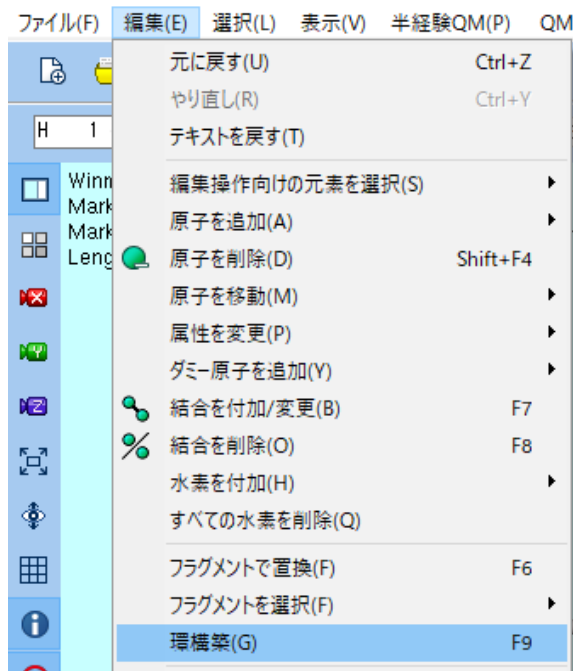 ファイル(F) 編集(E) 選択(L) 表示(V) 半経験QM(P) QM
元に戻す(U) Ctrl+Z
やり直し(R) Ctrl+Y
テキストを戻す(T)
H 1
Winm
Mark
Mark
Leng
編集操作向けの元素を選択(S)
原子を追加(A)
原子を削除(D) Shift+F4
原子を移動(M)
属性を変更(P)
ダミー原子を追加(Y)
結合を付加/変更(B) F7
結合を削除(O) F8
水素を付加(H)
すべての水素を削除(Q)
フラグメントで置換(F) F6
フラグメントを選択(F)
環構築(G) F9
X
Y
Z